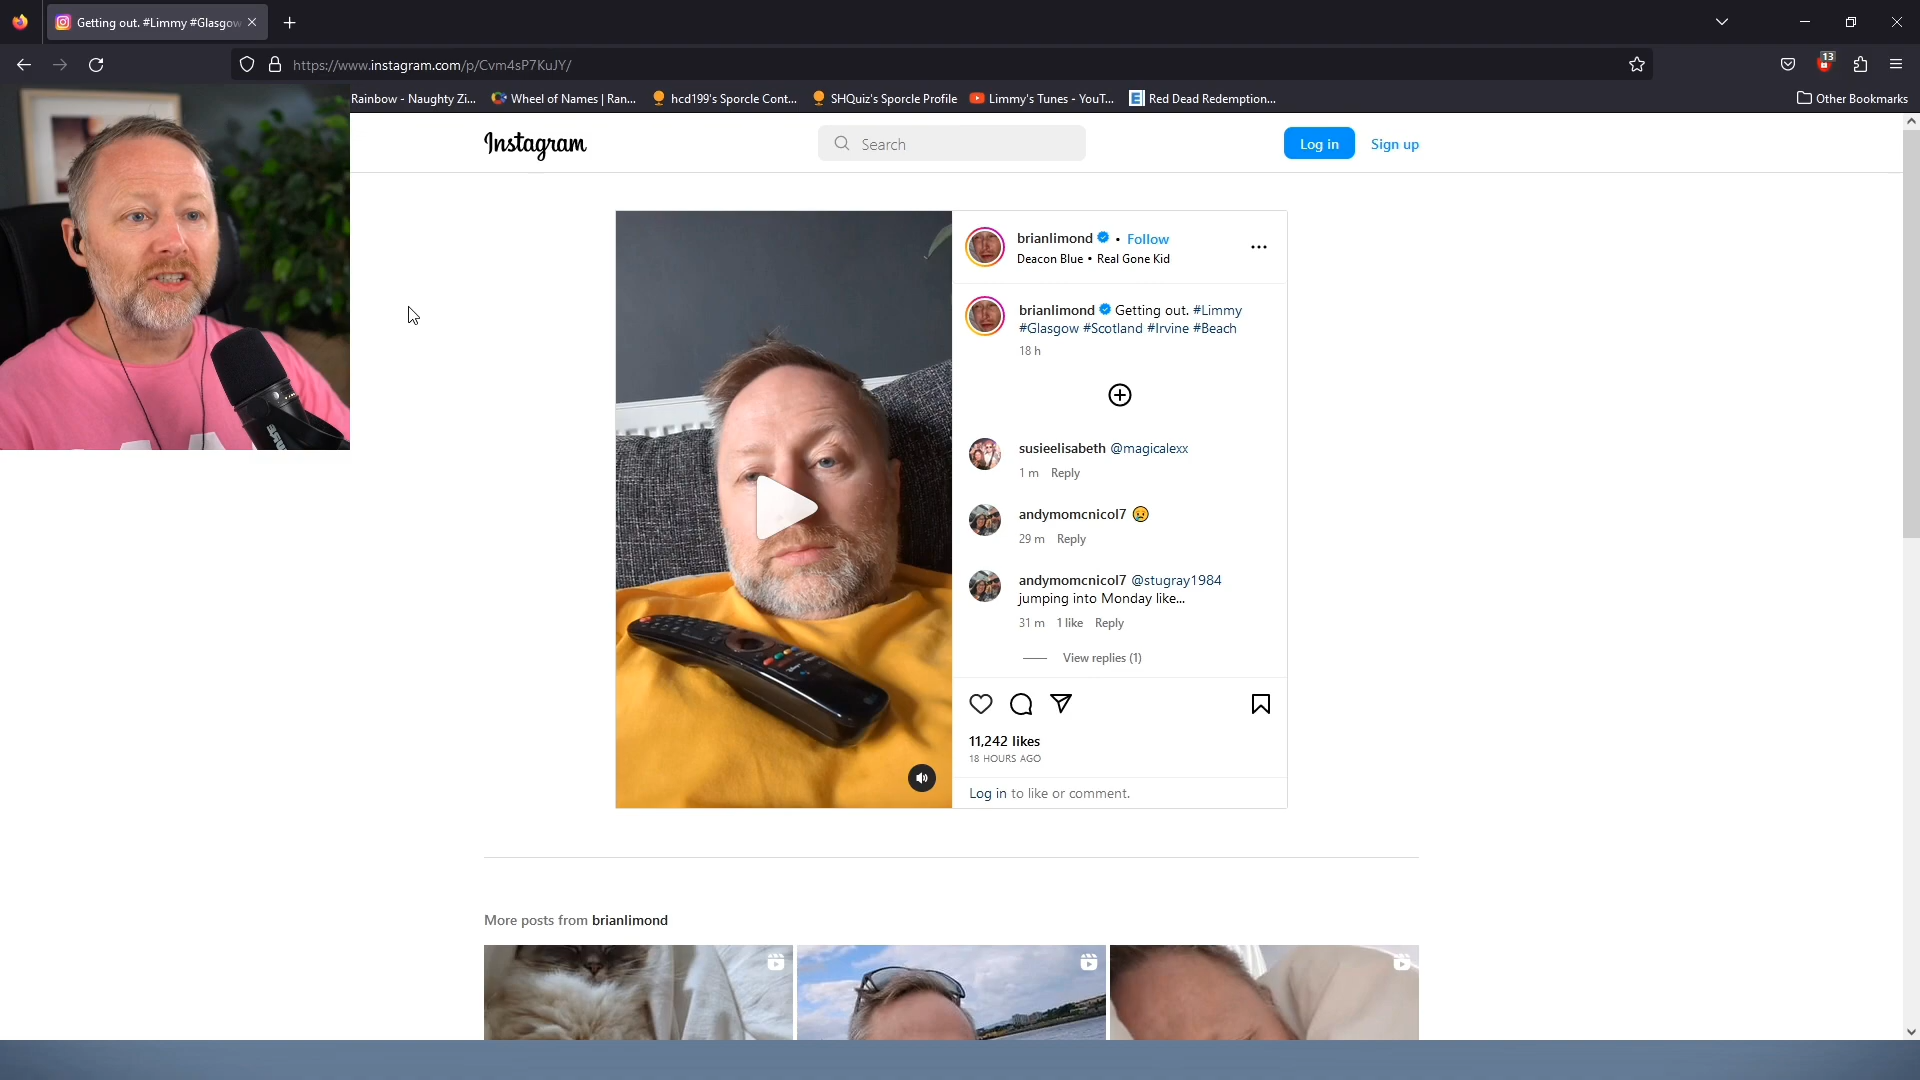 Getting out. #Limmy #Glasgow
https://www.instagram.com/p/Cvm4sP7KuJY/
13
Rainbow - Naughty Zi...
Wheel of Names | Ran...
hcd199's Sporcle Cont...
SHQuiz's Sporcle Profile
Limmy's Tunes - YouT...
Red Dead Redemption...
Other Bookmarks
Instagram
Search
Log in
Sign up
brianlimond • Follow
Deacon Blue • Real Gone Kid
brianlimond Getting out. #Limmy
#Glasgow #Scotland #Irvine #Beach
18 h
susieelisabeth @magicalexx
1 m Reply
andymomcnicol7 😢
29 m Reply
andymomcnicol7 @stugray1984
jumping into Monday like...
31 m 1 like Reply
View replies (1)
11,242 likes
18 HOURS AGO
Log in to like or comment.
More posts from brianlimond